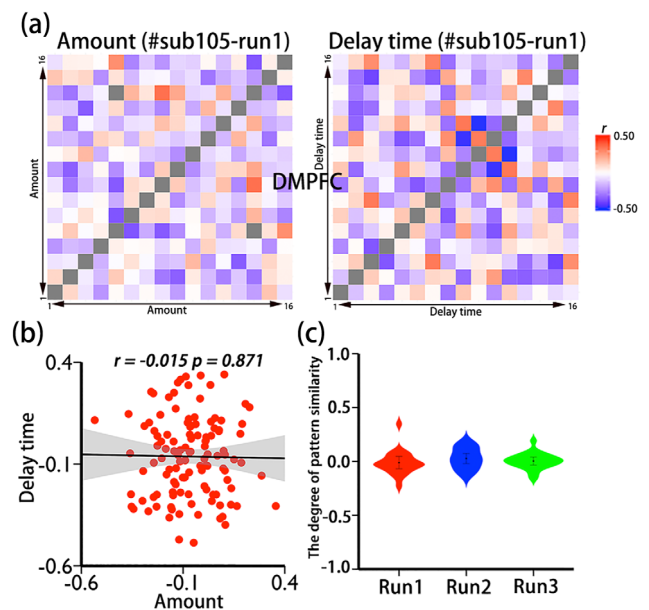 (a)
Amount (#sub105-run1)
Delay time (#sub105-run1)
16
Amount
1
1
Amount
16
DMPFC
16
Delay time
1
1
Delay time
16
r
0.50
-0.50
(b)
r = -0.015 p = 0.871
0.4
-0.1
-0.6
Delay time
-0.6
-0.1
0.4
Amount
(c)
The degree of pattern similarity
1.0
0.5
0.0
-0.5
-1.0
Run1
Run2
Run3